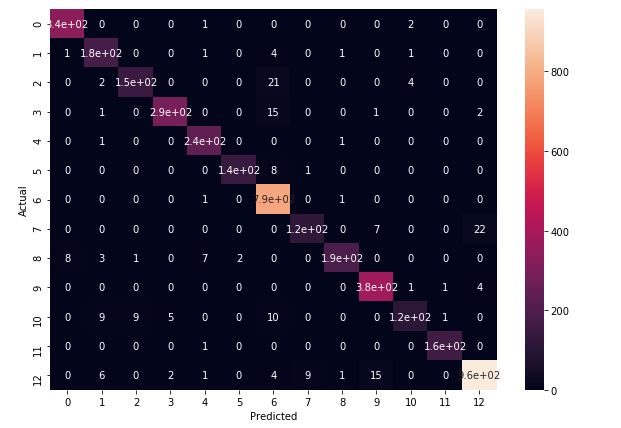 0 3.4e+02 0 0 0 1 0 0 0 0 0 2 0 0
1 1 1.8e+02 0 0 1 0 4 0 1 0 1 0 0
2 0 2 1.5e+02 0 0 0 21 0 0 0 4 0 0
3 0 1 0 2.9e+02 0 0 15 0 0 1 0 0 2
4 0 1 0 0 2.4e+02 0 0 0 1 0 0 0 0
5 0 0 0 0 0 1.4e+02 8 1 0 0 0 0 0
6 0 0 0 0 1 0 7.9e+02 0 1 0 0 0 0
7 0 0 0 0 0 0 0 1.2e+02 0 7 0 0 22
8 8 3 1 0 7 2 0 0 1.9e+02 0 0 0 0
9 0 0 0 0 0 0 0 0 0 3.8e+02 1 1 4
10 0 9 9 5 0 0 10 0 0 0 1.2e+02 1 0
11 0 0 0 0 1 0 0 0 0 0 0 1.6e+02 0
12 0 6 0 2 1 0 4 9 1 15 0 0 9.6e+02
0 1 2 3 4 5 6 7 8 9 10 11 12
Predicted
Actual
800
600
400
200
0